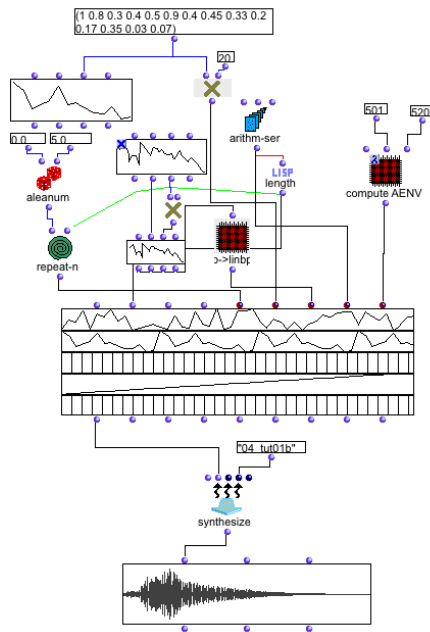 (1 0.8 0.3 0.4 0.5 0.9 0.4 0.45 0.33 0.2
0.17 0.35 0.03 0.07)
20
501
520
arithm-ser
0.0
5.0
LISP
length
compute AENV
aleanum
repeat-n
o->linbp
"04_tut01b"
synthesize